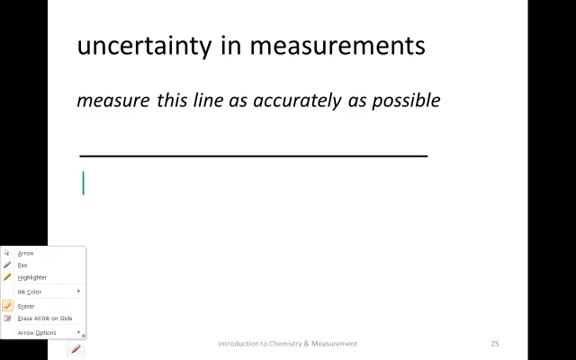 uncertainty in measurements
measure this line as accurately as possible
Arrow
Pen
Highlighter
Ink Color
Eraser
Erase All Ink on Slide
Arrow Options
Introduction to Chemistry & Measurement
25